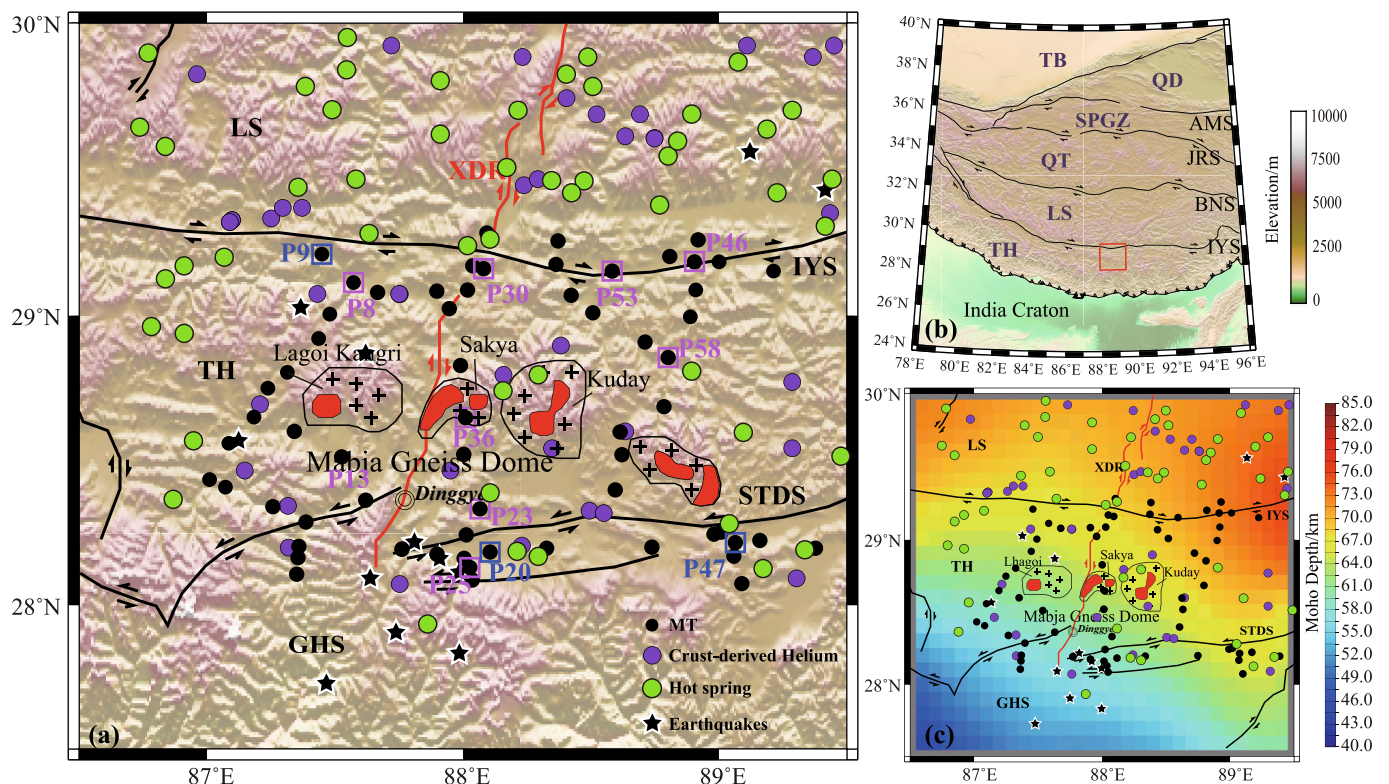 30°N
29°N
28°N
87°E
88°E
89°E
LS
XDR
IYS
P9
P8
P30
P53
P46
P58
TH
Lagoi Kangri
Sakya
Kuday
P36
Mabja Gneiss Dome
P13
Dinggye
P23
STDS
P25
P20
P47
GHS
MT
Crust-derived Helium
Hot spring
Earthquakes
(a)
40°N
38°N
36°N
34°N
32°N
30°N
28°N
26°N
24°N
78°E
80°E
82°E
84°E
86°E
88°E
90°E
92°E
94°E
96°E
TB
QD
SPGZ
AMS
JRS
QT
BNS
LS
IYS
TH
India Craton
(b)
Elevation/m
10000
7500
5000
2500
0
30°N
29°N
28°N
87°E
88°E
89°E
LS
XDR
IYS
TH
Lhagoi
Sakya
Kuday
Mabja Gneiss Dome
Dinggye
STDS
GHS
(c)
Moho Depth/km
85.0
82.0
79.0
76.0
73.0
70.0
67.0
64.0
61.0
58.0
55.0
52.0
49.0
46.0
43.0
40.0